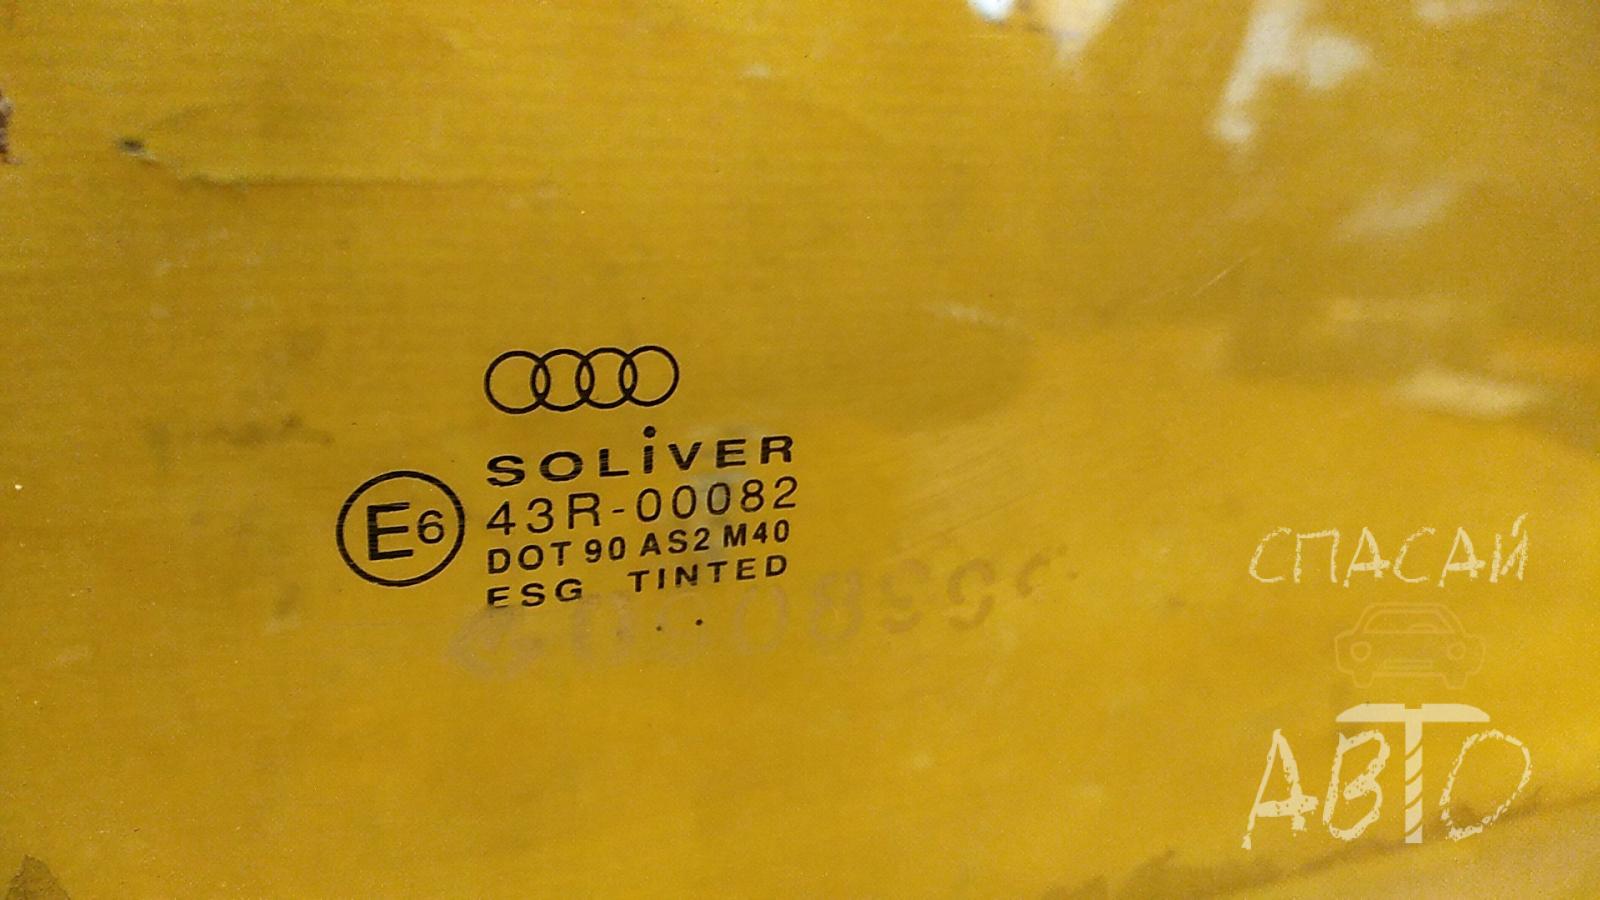 SOLiVER
E6 43R-00082
DOT 90 AS2 M40
ESG TINTED
СПАСАЙ
АВТО